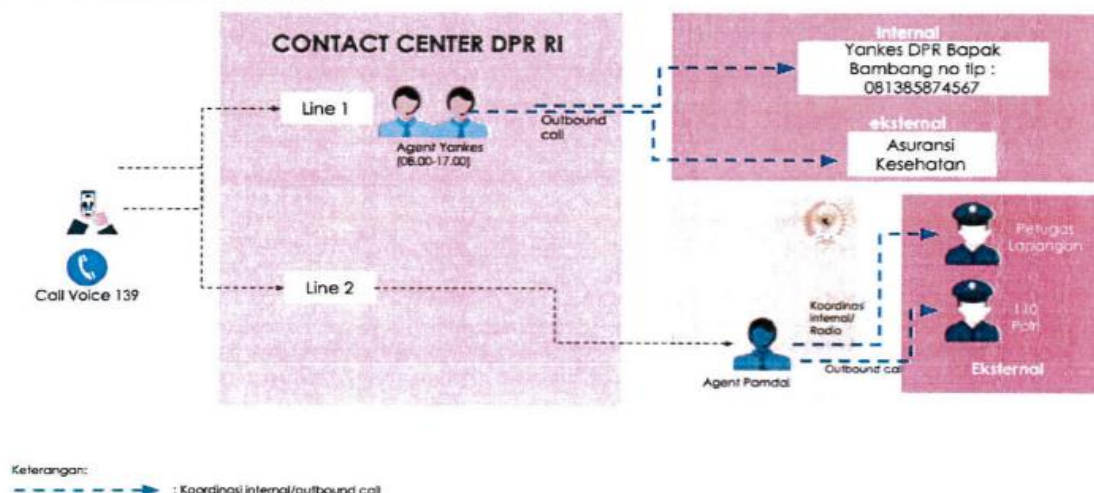 CONTACT CENTER DPR RI
Line 1
Agent Yankes
[08.00-17.00]
Outbound
call
internal
Yankes DPR Bapak
Bambang no tlp :
081385874567
eksternal
Asuransi
Kesehatan
Call Voice 139
Line 2
Agent Pamdal
Koordinasi
internal/
Radio
Outbound call
Petugas
Lapangan
110
Polri
Eksternal
Keterangan:
: Koordinasi internal/outbound call